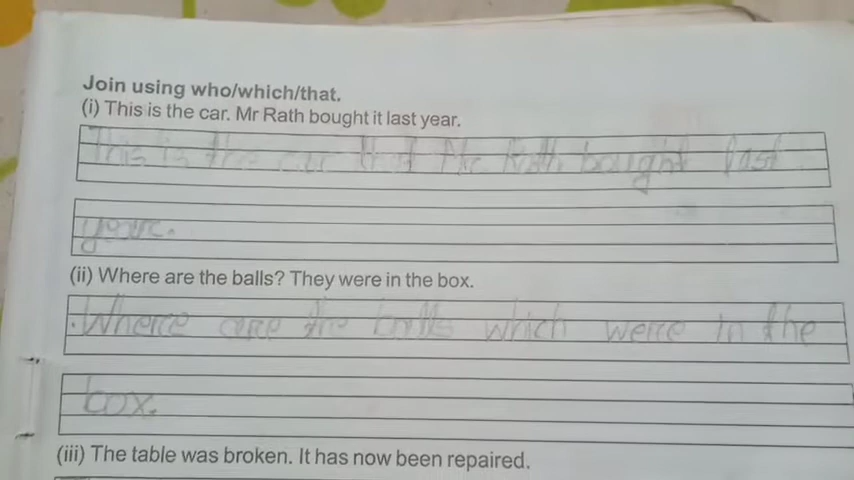 Join using who/which/that.
(i) This is the car. Mr Rath bought it last year.
This is the car that Mr Rath bought last
year.
(ii) Where are the balls? They were in the box.
Where are the balls which were in the
box.
(iii) The table was broken. It has now been repaired.